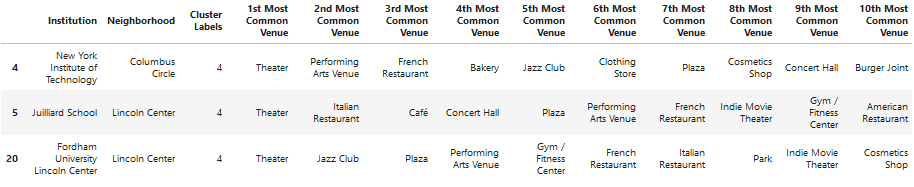 Institution Neighborhood Cluster Labels 1st Most Common Venue 2nd Most Common Venue 3rd Most Common Venue 4th Most Common Venue 5th Most Common Venue 6th Most Common Venue 7th Most Common Venue 8th Most Common Venue 9th Most Common Venue 10th Most Common Venue
4 New York Institute of Technology Columbus Circle 4 Theater Performing Arts Venue French Restaurant Bakery Jazz Club Clothing Store Plaza Cosmetics Shop Concert Hall Burger Joint
5 Juilliard School Lincoln Center 4 Theater Italian Restaurant Café Concert Hall Plaza Performing Arts Venue French Restaurant Indie Movie Theater Gym / Fitness Center American Restaurant
20 Fordham University Lincoln Center Lincoln Center 4 Theater Jazz Club Plaza Performing Arts Venue Gym / Fitness Center French Restaurant Italian Restaurant Park Indie Movie Theater Cosmetics Shop